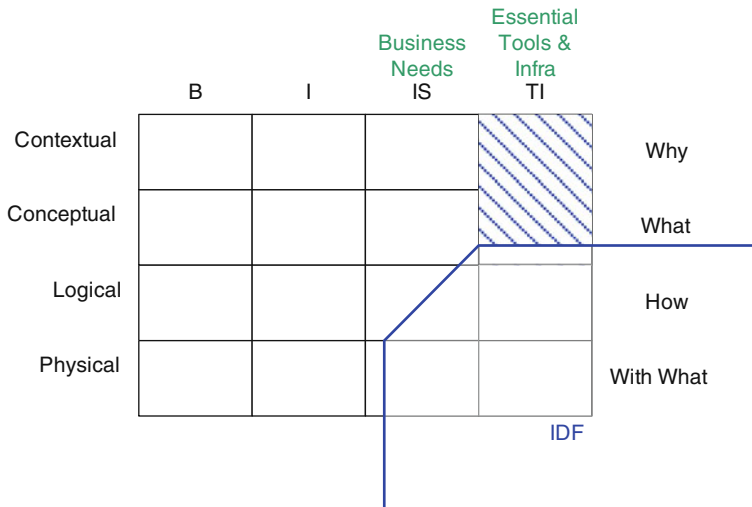 Essential
Business Tools &
Needs Infra
B I IS TI
Contextual Why
Conceptual What
Logical How
Physical With What
IDF